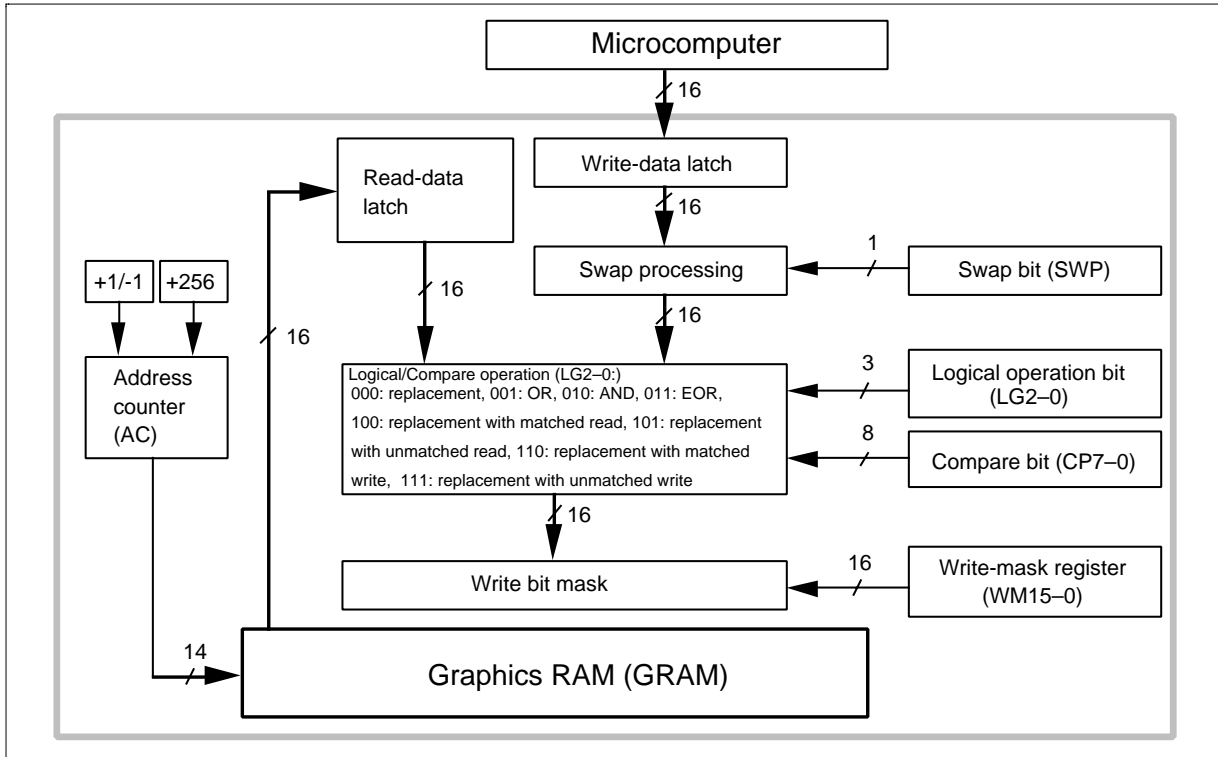 Microcomputer
16
Write-data latch
Read-data
latch
16
1
Swap processing
Swap bit (SWP)
+1/-1
+256
16
16
16
3
Address
counter
(AC)
Logical/Compare operation (LG2–0:)
000: replacement, 001: OR, 010: AND, 011: EOR,
100: replacement with matched read, 101: replacement
with unmatched read, 110: replacement with matched
write, 111: replacement with unmatched write
Logical operation bit
(LG2–0)
8
Compare bit (CP7–0)
16
16
Write bit mask
Write-mask register
(WM15–0)
14
Graphics RAM (GRAM)